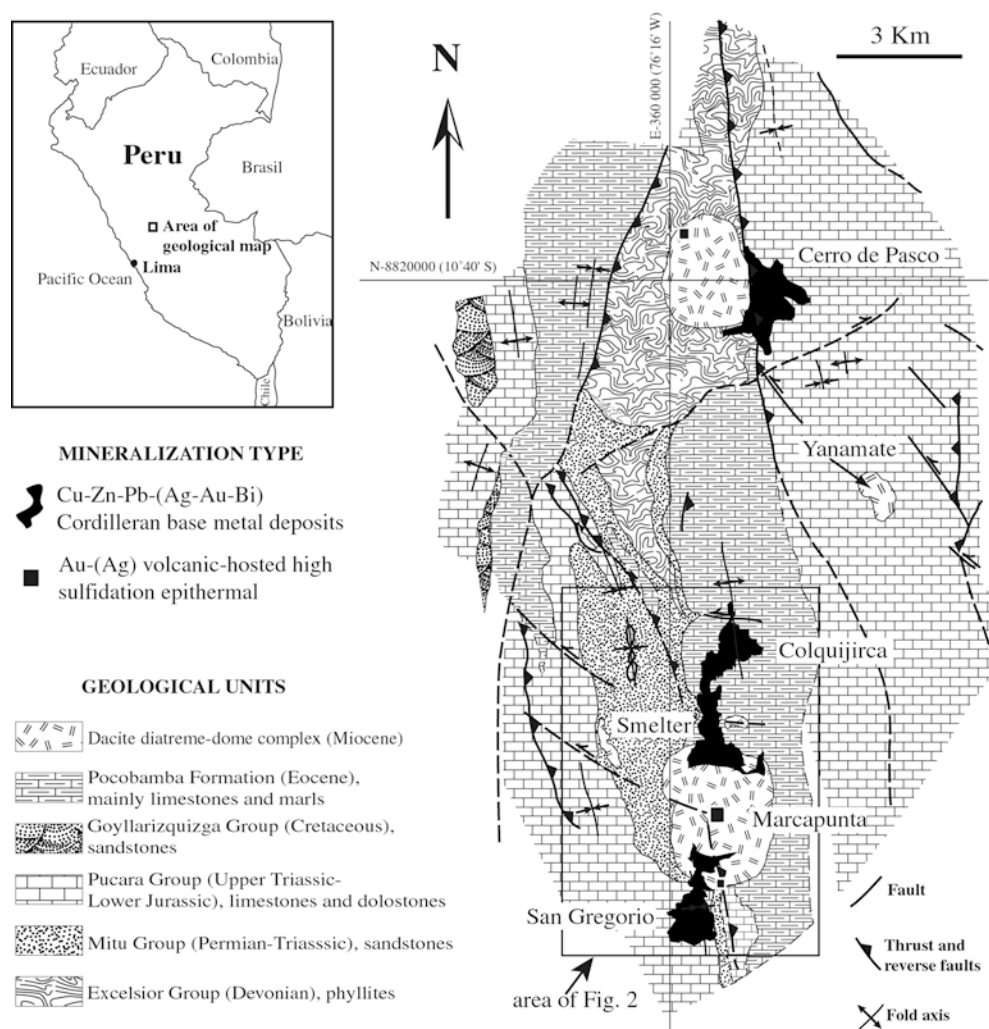 Ecuador
Colombia
Peru
Brasil
Area of
geological map
Lima
Pacific Ocean
Bolivia
Chile
MINERALIZATION TYPE
Cu-Zn-Pb-(Ag-Au-Bi)
Cordilleran base metal deposits
Au-(Ag) volcanic-hosted high
sulfidation epithermal
GEOLOGICAL UNITS
Dacite diatreme-dome complex (Miocene)
Pocobamba Formation (Eocene),
mainly limestones and marls
Goyllarizquizga Group (Cretaceous),
sandstones
Pucara Group (Upper Triassic-
Lower Jurassic), limestones and dolostones
Mitu Group (Permian-Triasssic), sandstones
Excelsior Group (Devonian), phyllites
N
E-360 000 (76°16' W)
3 Km
N-8820000 (10°40' S)
Cerro de Pasco
Yanamate
Colquijirca
Smelter
Marcapunta
San Gregorio
area of Fig. 2
Fault
Thrust and
reverse faults
Fold axis